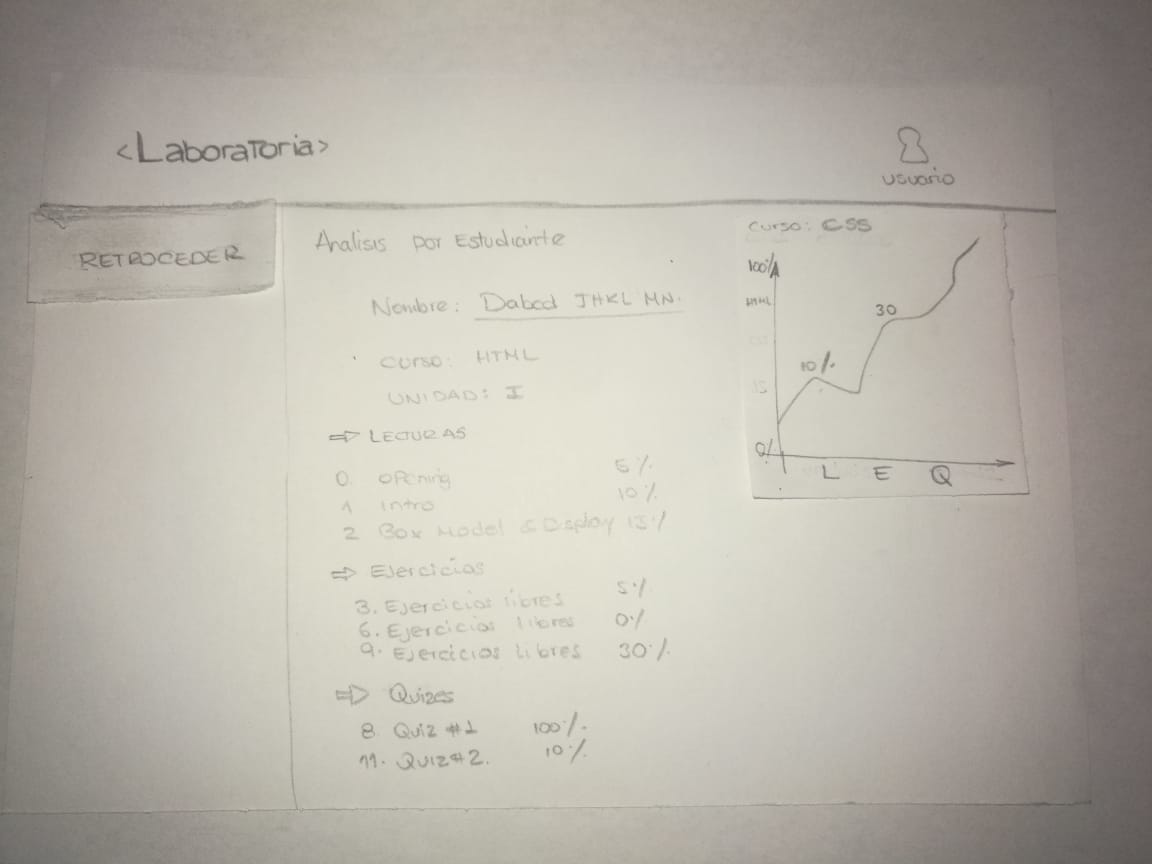 <Laboratoria>
usuario
RETROCEDER
Analisis por Estudiante
Nombre: Dabcd JHKL MN.
Curso: HTML
UNIDAD: I
⇒ LECTURAS
0. opening 5%
1 intro 10%
2 Box Model & Display 15%
⇒ Ejercicios
3. Ejercicios libres 5%
6. Ejercicios libres 0%
9. Ejercicios Libres 30%
⇒ Quizes
8 Quiz #1 100%
11. QUIZ#2. 10%
Curso: CSS
100%
HTML
JS
0%
10%
30
L E Q